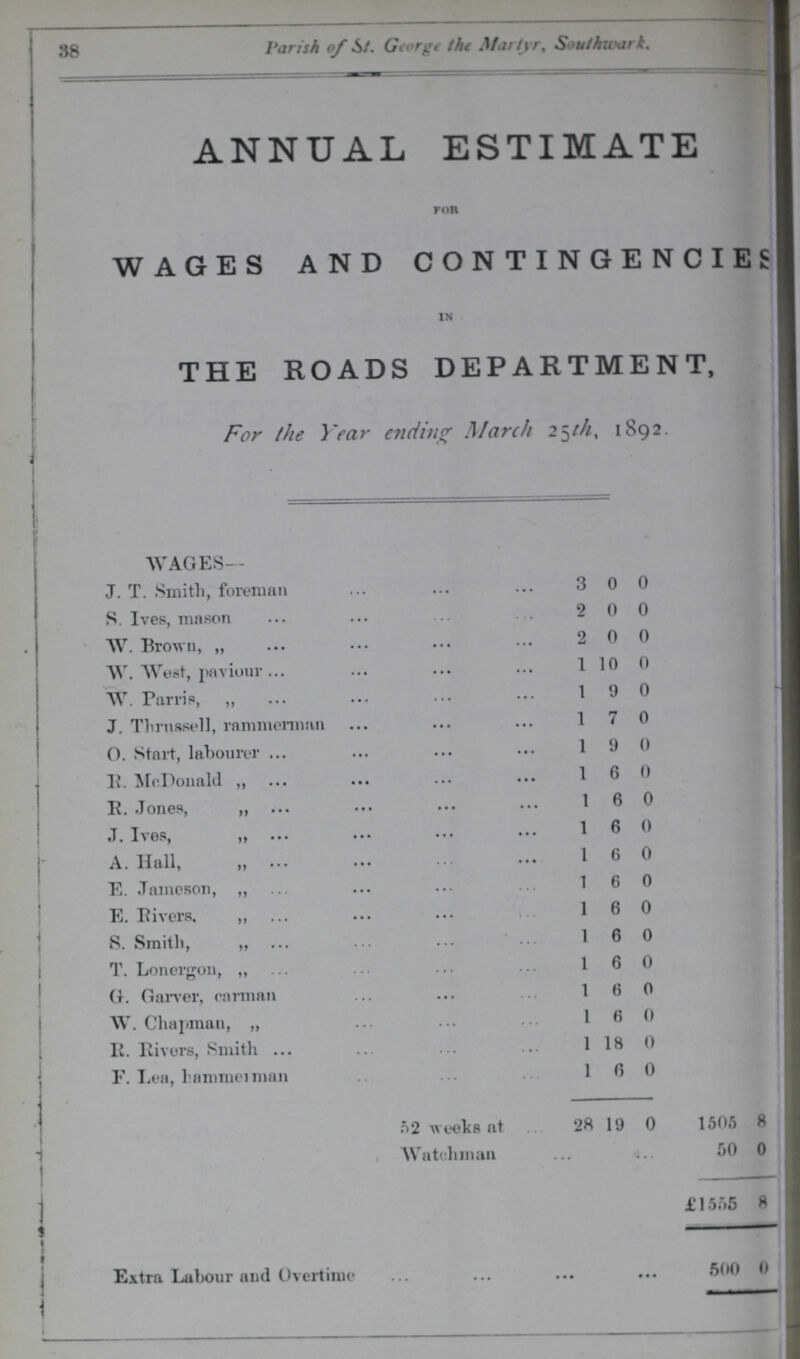 38 Parish of St. George the Martyr, Southwark.
ANNUAL ESTIMATE
FOR
WAGES AND CONTINGENCIES
IN
THE ROADS DEPARTMENT,
For the Year ending March 25th, 1892.
WAGES—
J. T. Smith, foreman ... ... ... 3 0 0
S. Ives, mason ... ... ... ... 2 0 0
W. Brown, „ ... ... ... ... 2 0 0
W. West, paviour ... ... ... ... 1 10 0
W. Parris, „ ... ... ... ... 1 9 0
J. Thrussell, rammerman ... ... ... 1 7 0
O. Start, labourer ... ... ... ... 1 9 0
R. McDonald „ ... ... ... ... 1 6 0
R. Jones, „ ... ... ... ... 1 6 0
J. Ives, „ ... ... ... ... 1 6 0
A. Hall, „ ... ... ... ... 1 6 0
E. Jameson, „ ... ... ... ... 1 6 0
E. Rivers, „ ... ... ... ... 1 6 0
S. Smith, „ ... ... ... ... 1 6 0
T. Lonergon, „ ... ... ... ... 1 6 0
G. Garver, carman ... ... ... 1 6 0
W. Chapman, „ ... ... ... 1 6 0
R. Rivers, Smith ... ... ... ... 1 18 0
F. Lea, hammerman ... ... ... 1 6 0
52 weeks at ... 28 19 0 1505 8
Watchman ... ... 50 0
£1555 8
Extra Labour and Overtime ... ... ... ... 500 0